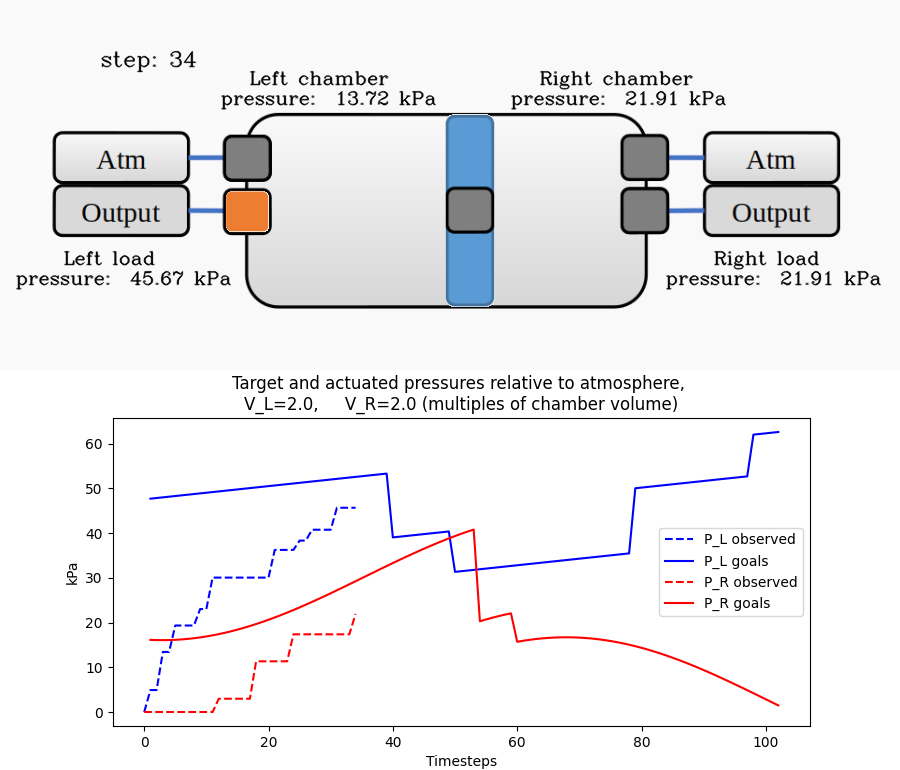 step: 34
Left chamber
pressure: 13.72 kPa
Right chamber
pressure: 21.91 kPa
Atm
Output
Atm
Output
Left load
pressure: 45.67 kPa
Right load
pressure: 21.91 kPa
Target and actuated pressures relative to atmosphere,
V_L=2.0, V_R=2.0 (multiples of chamber volume)
kPa
60
50
40
30
20
10
0
P_L observed
P_L goals
P_R observed
P_R goals
0 20 40 60 80 100
Timesteps